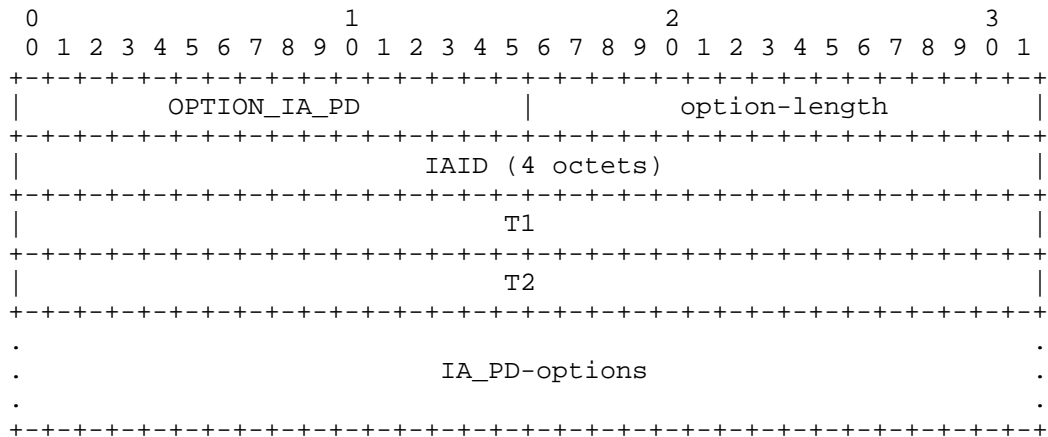 0                   1                   2                   3
 0 1 2 3 4 5 6 7 8 9 0 1 2 3 4 5 6 7 8 9 0 1 2 3 4 5 6 7 8 9 0 1
+-+-+-+-+-+-+-+-+-+-+-+-+-+-+-+-+-+-+-+-+-+-+-+-+-+-+-+-+-+-+-+-+
|         OPTION_IA_PD          |         option-length         |
+-+-+-+-+-+-+-+-+-+-+-+-+-+-+-+-+-+-+-+-+-+-+-+-+-+-+-+-+-+-+-+-+
|                         IAID (4 octets)                       |
+-+-+-+-+-+-+-+-+-+-+-+-+-+-+-+-+-+-+-+-+-+-+-+-+-+-+-+-+-+-+-+-+
|                              T1                               |
+-+-+-+-+-+-+-+-+-+-+-+-+-+-+-+-+-+-+-+-+-+-+-+-+-+-+-+-+-+-+-+-+
|                              T2                               |
+-+-+-+-+-+-+-+-+-+-+-+-+-+-+-+-+-+-+-+-+-+-+-+-+-+-+-+-+-+-+-+-+
.                                                               .
.                          IA_PD-options                        .
.                                                               .
+-+-+-+-+-+-+-+-+-+-+-+-+-+-+-+-+-+-+-+-+-+-+-+-+-+-+-+-+-+-+-+-+